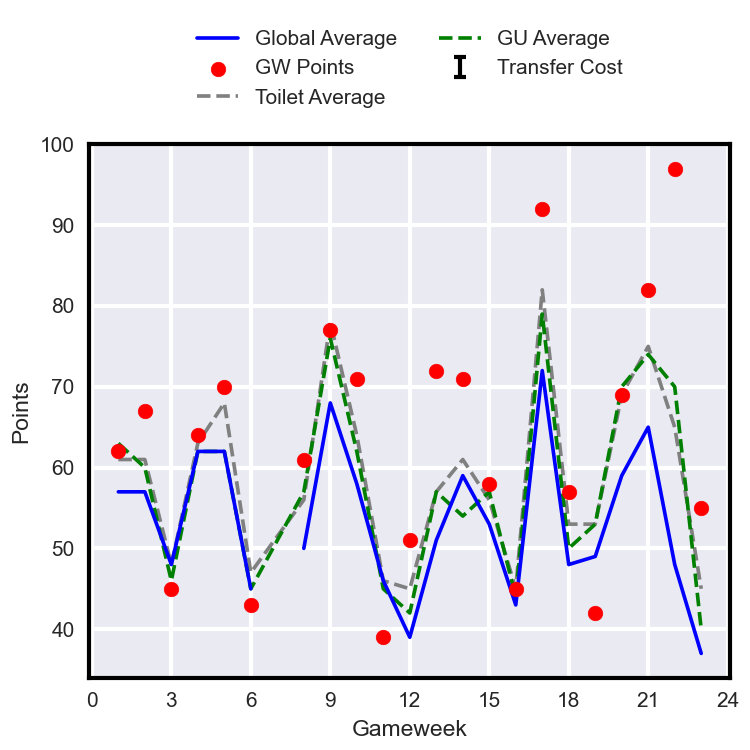 Global Average
GW Points
Toilet Average
GU Average
Transfer Cost
100
90
80
70
60
50
40
Points
0 3 6 9 12 15 18 21 24
Gameweek